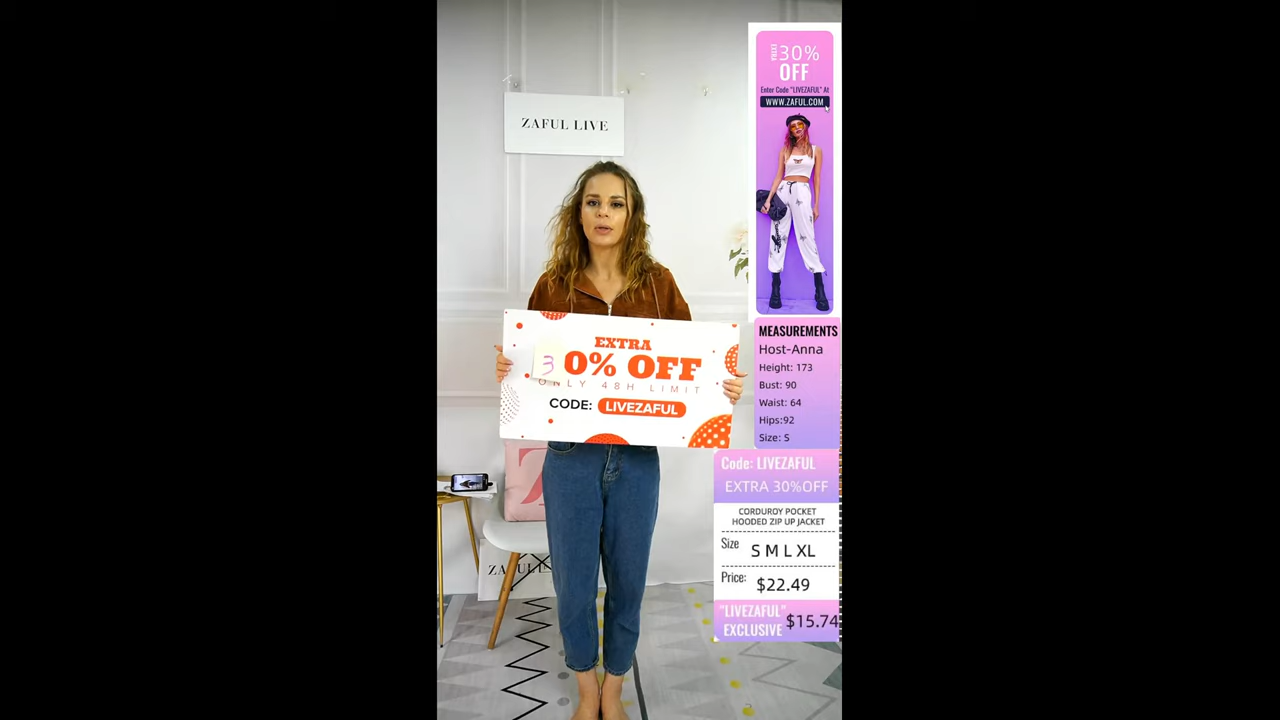 ZAFUL LIVE
EXTRA
30% OFF
ONLY 48H LIMIT
CODE: LIVEZAFUL
EXTRA
30%
OFF
Enter Code "LIVEZAFUL" At
WWW.ZAFUL.COM
MEASUREMENTS
Host-Anna
Height: 173
Bust: 90
Waist: 64
Hips:92
Size: S
Code: LIVEZAFUL
EXTRA 30%OFF
CORDUROY POCKET
HOODED ZIP UP JACKET
Size
S M L XL
Price:
$22.49
"LIVEZAFUL"
EXCLUSIVE
$15.74